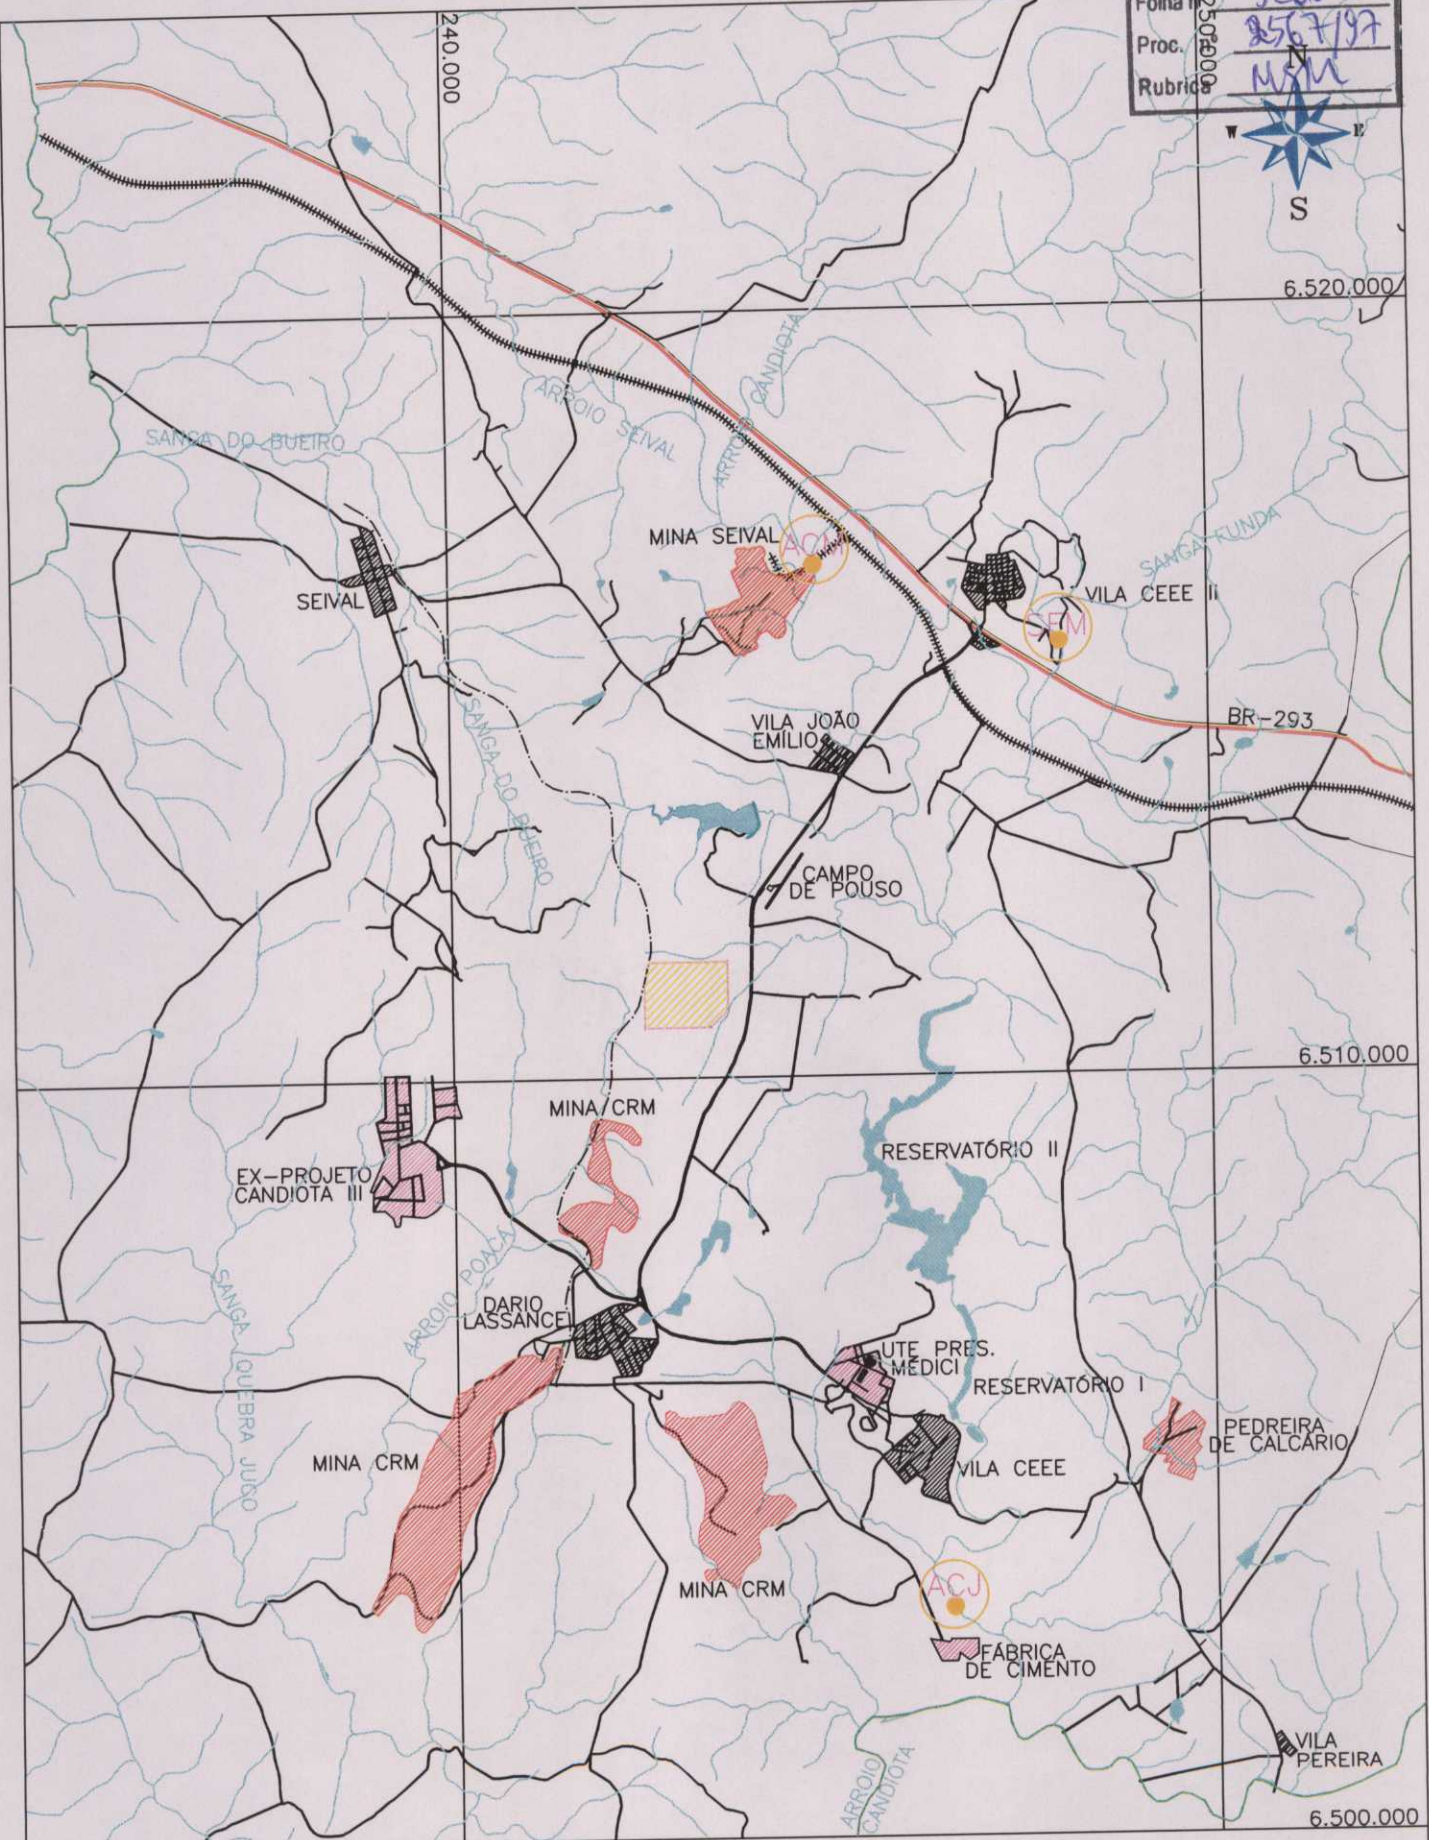 240.000
250.000
Folha n
Proc. 2567/97
Rubrica
N
W
E
S
6.520.000
ARROIO CANDIOTA
ARROIO SEIVAL
SANGA DO BUEIRO
MINA SEIVAL
ACM
SANGA FUNDA
SEIVAL
VILA CEEE II
BR-293
VILA JOÃO
EMÍLIO
SANGA DO BUEIRO
CAMPO
DE POUSO
6.510.000
MINA CRM
RESERVATÓRIO II
EX-PROJETO
CANDIOTA III
ARROIO POACÁ
SANGA QUEBRA JUGO
DARIO
LASSANCE
UTE PRES.
MÉDICI
RESERVATÓRIO I
PEDREIRA
DE CALCÁRIO
MINA CRM
VILA CEEE
MINA CRM
ACJ
FÁBRICA
DE CIMENTO
VILA
PEREIRA
ARROIO
CANDIOTA
6.500.000